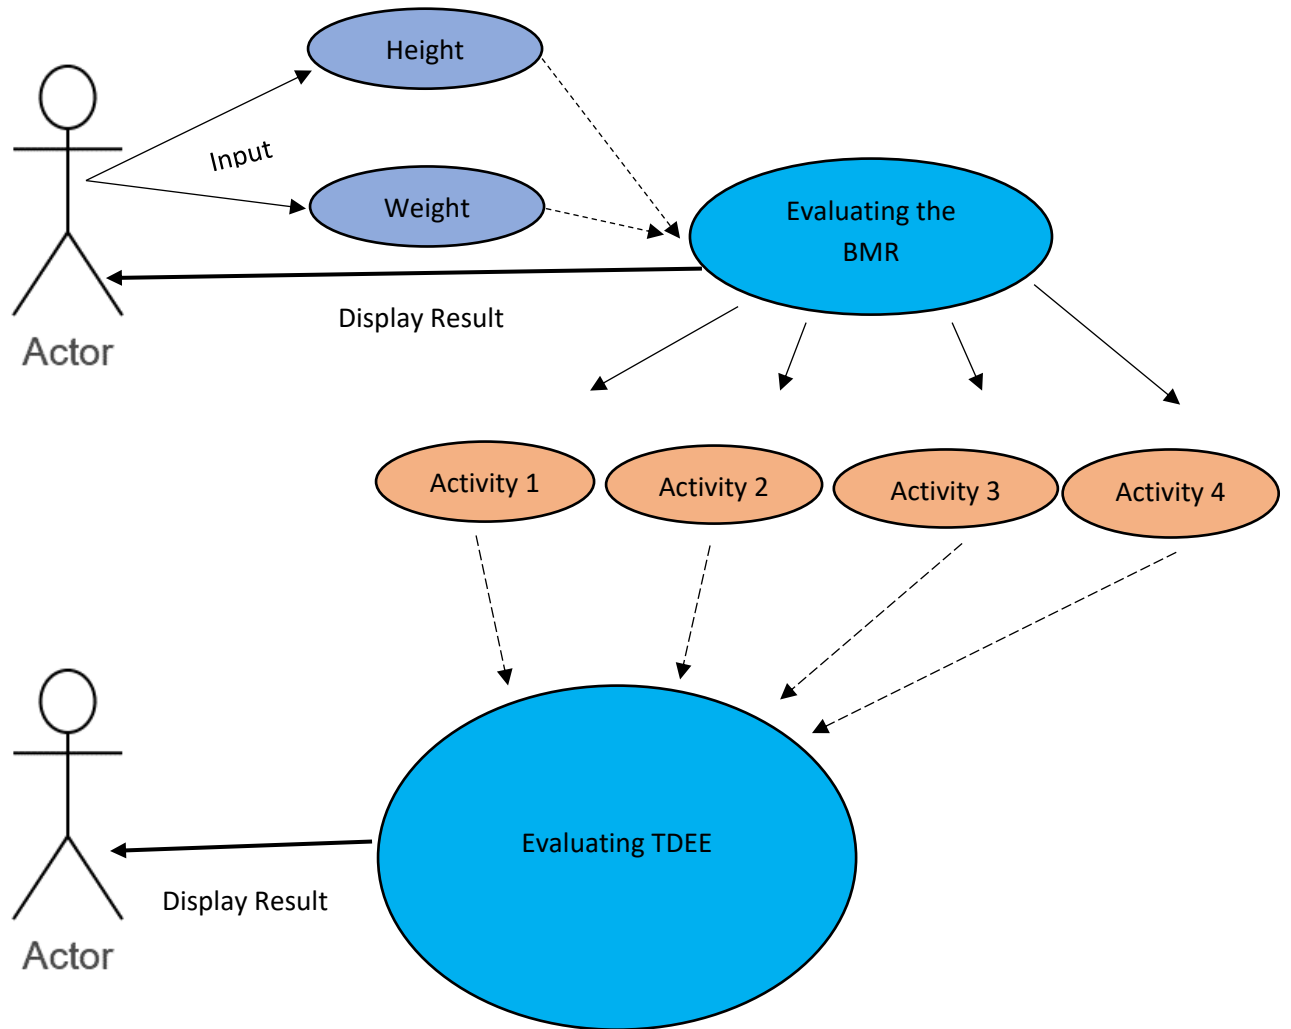 Height
Input
Weight
Evaluating the
BMR
Display Result
Actor
Activity 1
Activity 2
Activity 3
Activity 4
Evaluating TDEE
Display Result
Actor